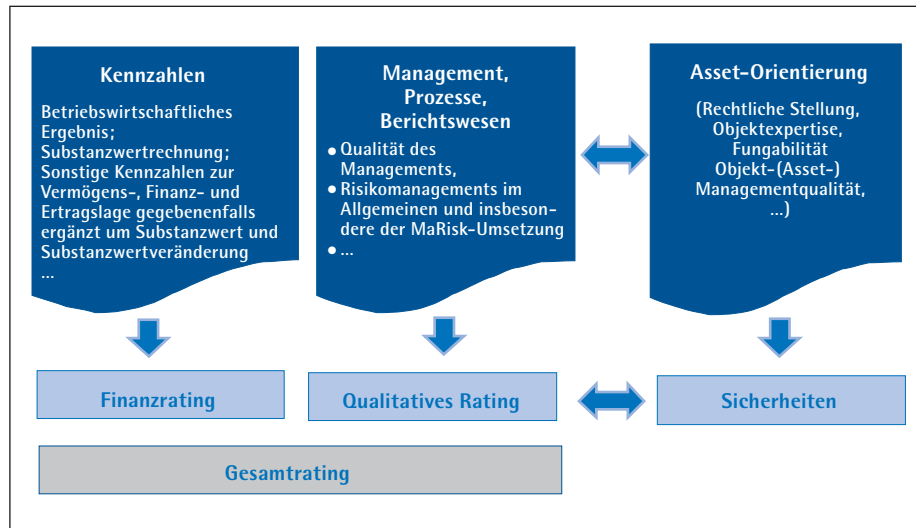 Kennzahlen
Betriebswirtschaftliches
Ergebnis;
Substanzwertrechnung;
Sonstige Kennzahlen zur
Vermögens-, Finanz- und
Ertragslage gegebenenfalls
ergänzt um Substanzwert und
Substanzwertveränderung
...
Management,
Prozesse,
Berichtswesen
• Qualität des
Managements,
• Risikomanagements im
Allgemeinen und insbeson-
dere der MaRisk-Umsetzung
• ...
Asset-Orientierung
(Rechtliche Stellung,
Objektexpertise,
Fungabilität
Objekt-(Asset-)
Managementqualität,
...)
Finanzrating
Qualitatives Rating
Sicherheiten
Gesamtrating